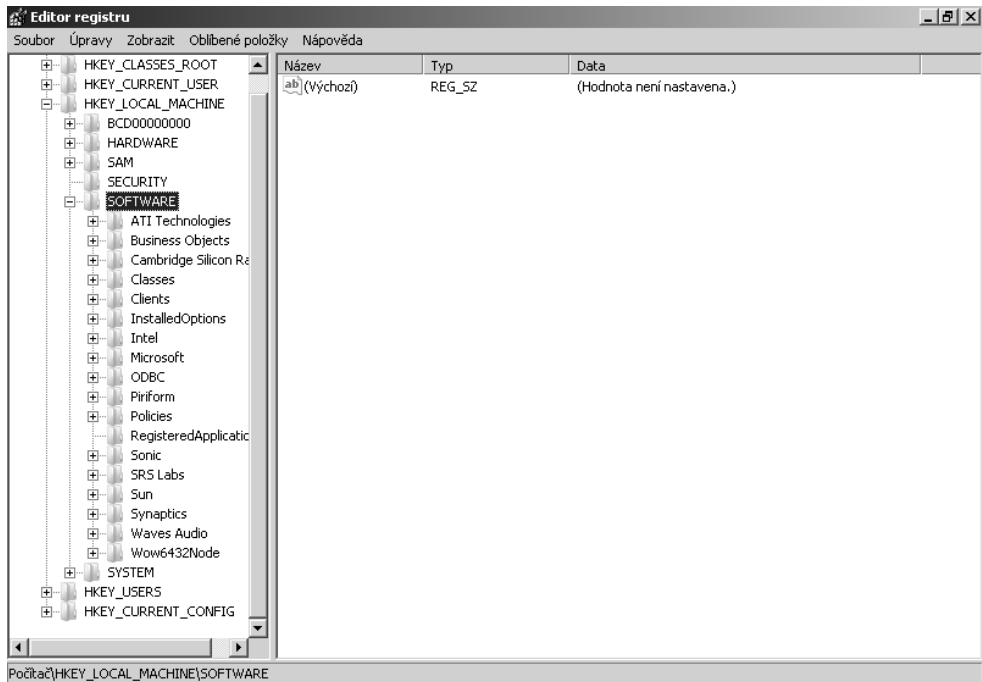 Editor registru
Soubor Úpravy Zobrazit Oblíbené položky Nápověda
HKEY_CLASSES_ROOT
HKEY_CURRENT_USER
HKEY_LOCAL_MACHINE
BCD00000000
HARDWARE
SAM
SECURITY
SOFTWARE
ATI Technologies
Business Objects
Cambridge Silicon Ra
Classes
Clients
InstalledOptions
Intel
Microsoft
ODBC
Piriform
Policies
RegisteredApplicatic
Sonic
SRS Labs
Sun
Synaptics
Waves Audio
Wow6432Node
SYSTEM
HKEY_USERS
HKEY_CURRENT_CONFIG
Název Typ Data
ab (Výchozí) REG_SZ (Hodnota není nastavena.)
Počítač\HKEY_LOCAL_MACHINE\SOFTWARE